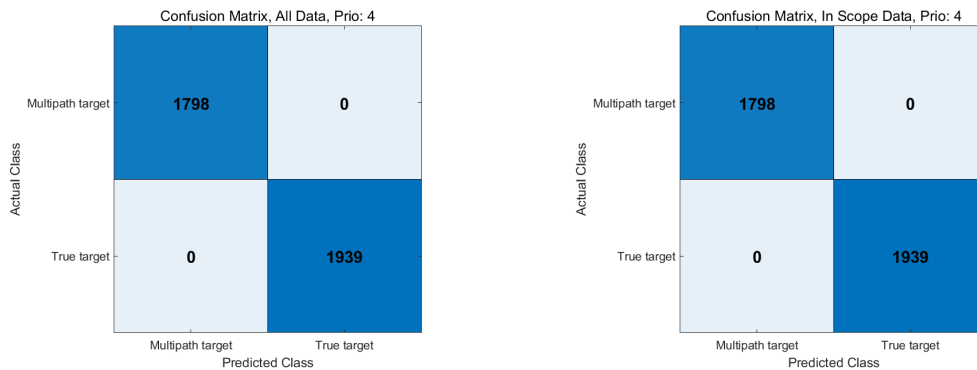 Confusion Matrix, All Data, Prio: 4
Multipath target
1798
0
Actual Class
True target
0
1939
Multipath target
True target
Predicted Class
Confusion Matrix, In Scope Data, Prio: 4
Multipath target
1798
0
Actual Class
True target
0
1939
Multipath target
True target
Predicted Class